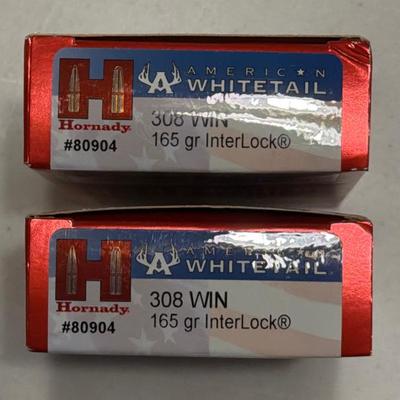 AMERICAN
WHITETAIL
Hornady
308 WIN
#80904
165 gr InterLock®
AMERICAN
WHITETAIL
Hornady
308 WIN
#80904
165 gr InterLock®